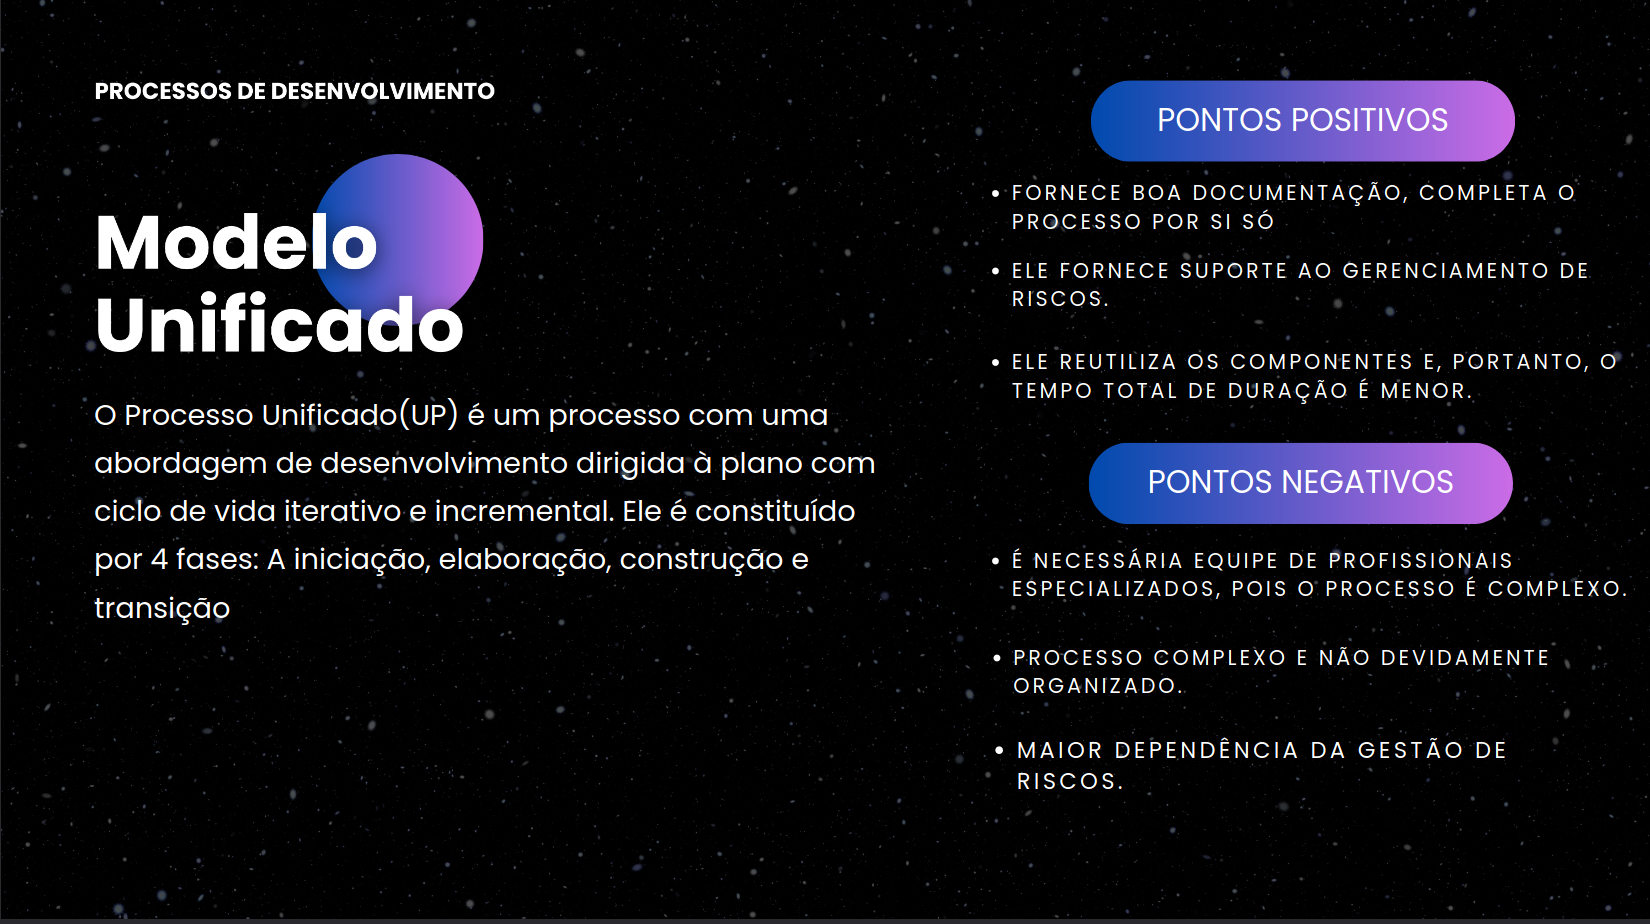 PROCESSOS DE DESENVOLVIMENTO
Modelo
Unificado
O Processo Unificado(UP) é um processo com uma
abordagem de desenvolvimento dirigida à plano com
ciclo de vida iterativo e incremental. Ele é constituído
por 4 fases: A iniciação, elaboração, construção e
transição
PONTOS POSITIVOS
• FORNECE BOA DOCUMENTAÇÃO, COMPLETA O
PROCESSO POR SI SÓ
• ELE FORNECE SUPORTE AO GERENCIAMENTO DE
RISCOS.
• ELE REUTILIZA OS COMPONENTES E, PORTANTO, O
TEMPO TOTAL DE DURAÇÃO É MENOR.
PONTOS NEGATIVOS
• É NECESSÁRIA EQUIPE DE PROFISSIONAIS
ESPECIALIZADOS, POIS O PROCESSO É COMPLEXO.
• PROCESSO COMPLEXO E NÃO DEVIDAMENTE
ORGANIZADO.
• MAIOR DEPENDÊNCIA DA GESTÃO DE
RISCOS.